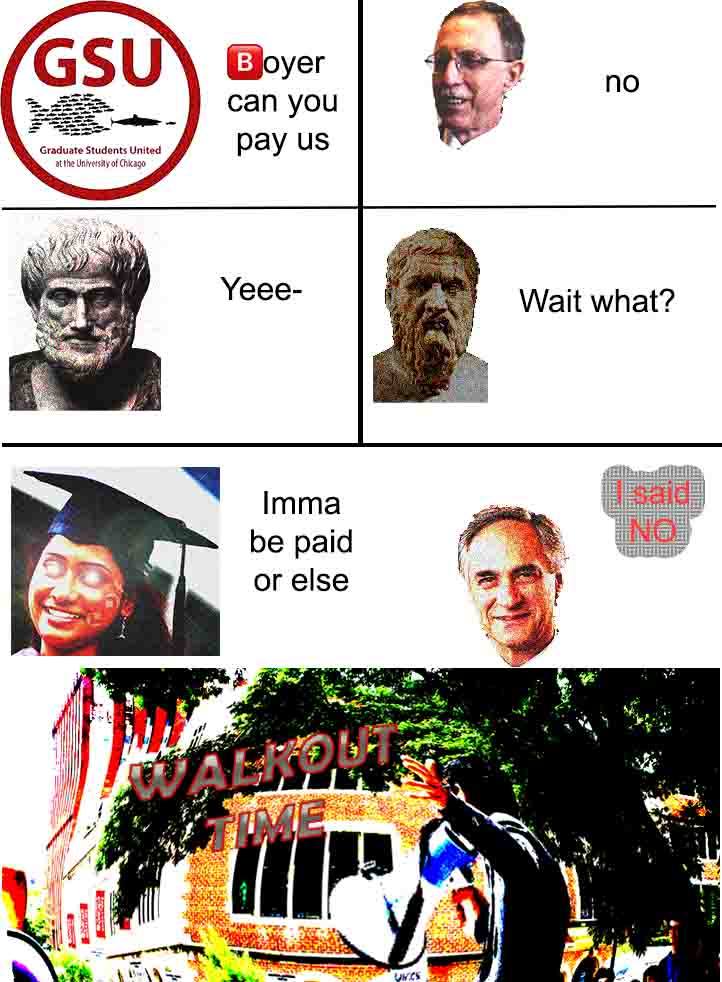 GSU
Graduate Students United
at the University of Chicago
🅱oyer
can you
pay us
no
Yeee-
Wait what?
Imma
be paid
or else
I said
NO
WALKOUT
TIME